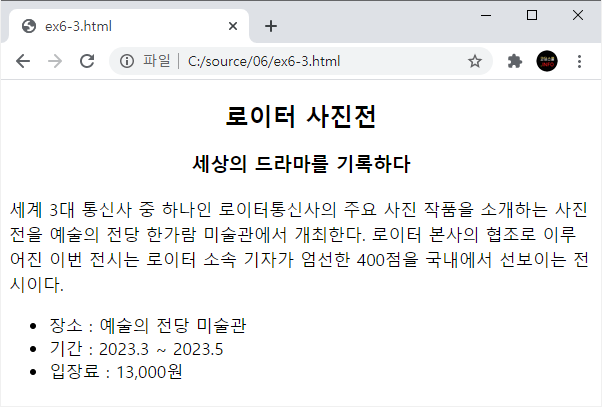 ex6-3.html
파일 C:/source/06/ex6-3.html
로이터 사진전
세상의 드라마를 기록하다
세계 3대 통신사 중 하나인 로이터통신사의 주요 사진 작품을 소개하는 사진
전을 예술의 전당 한가람 미술관에서 개최한다. 로이터 본사의 협조로 이루
어진 이번 전시는 로이터 소속 기자가 엄선한 400점을 국내에서 선보이는 전
시이다.
• 장소 : 예술의 전당 미술관
• 기간 : 2023.3 ~ 2023.5
• 입장료 : 13,000원